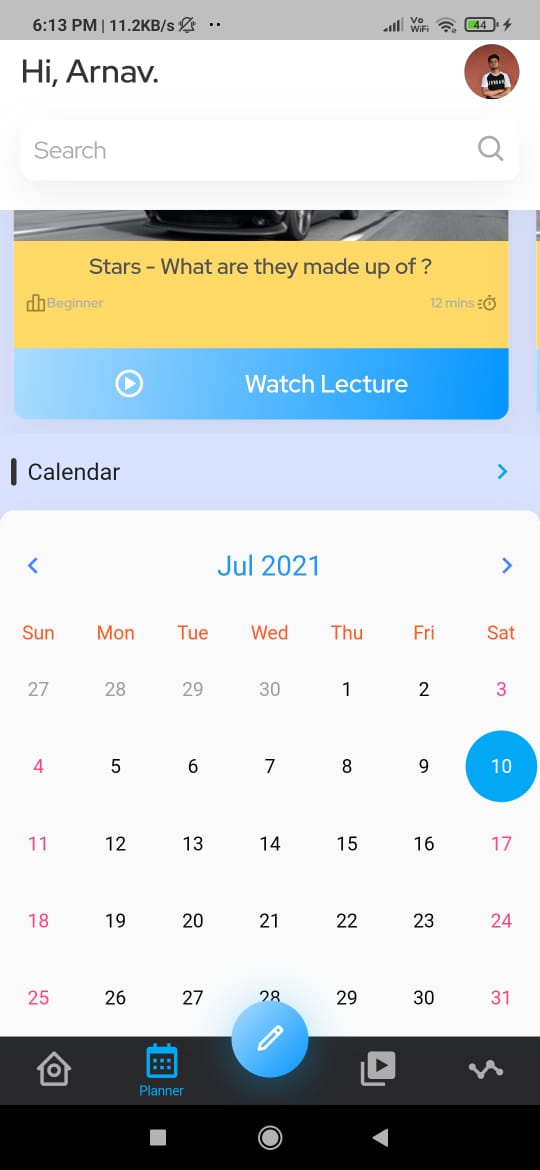 6:13 PM | 11.2KB/s
Vo
WiFi
44
Hi, Arnav.
Search
Stars - What are they made up of ?
Beginner 12 mins
Watch Lecture
Calendar
Jul 2021
Sun Mon Tue Wed Thu Fri Sat
27 28 29 30 1 2 3
4 5 6 7 8 9 10
11 12 13 14 15 16 17
18 19 20 21 22 23 24
25 26 27 28 29 30 31
Planner